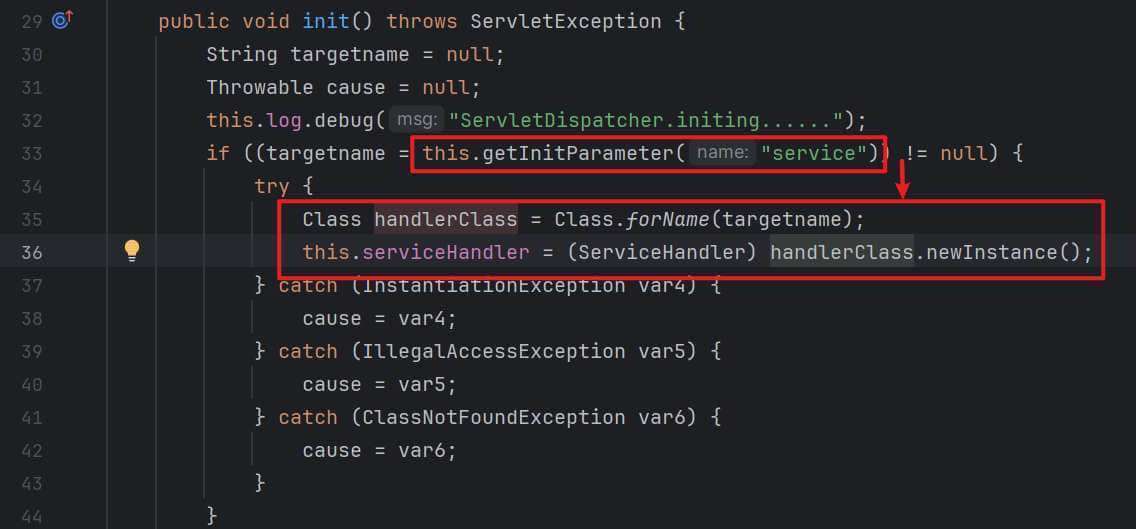 29 public void init() throws ServletException {
30 String targetname = null;
31 Throwable cause = null;
32 this.log.debug( msg: "ServletDispatcher.initing......");
33 if ((targetname = this.getInitParameter( name: "service")) != null) {
34 try {
35 Class handlerClass = Class.forName(targetname);
36 this.serviceHandler = (ServiceHandler) handlerClass.newInstance();
37 } catch (InstantiationException var4) {
38 cause = var4;
39 } catch (IllegalAccessException var5) {
40 cause = var5;
41 } catch (ClassNotFoundException var6) {
42 cause = var6;
43 }
44 }